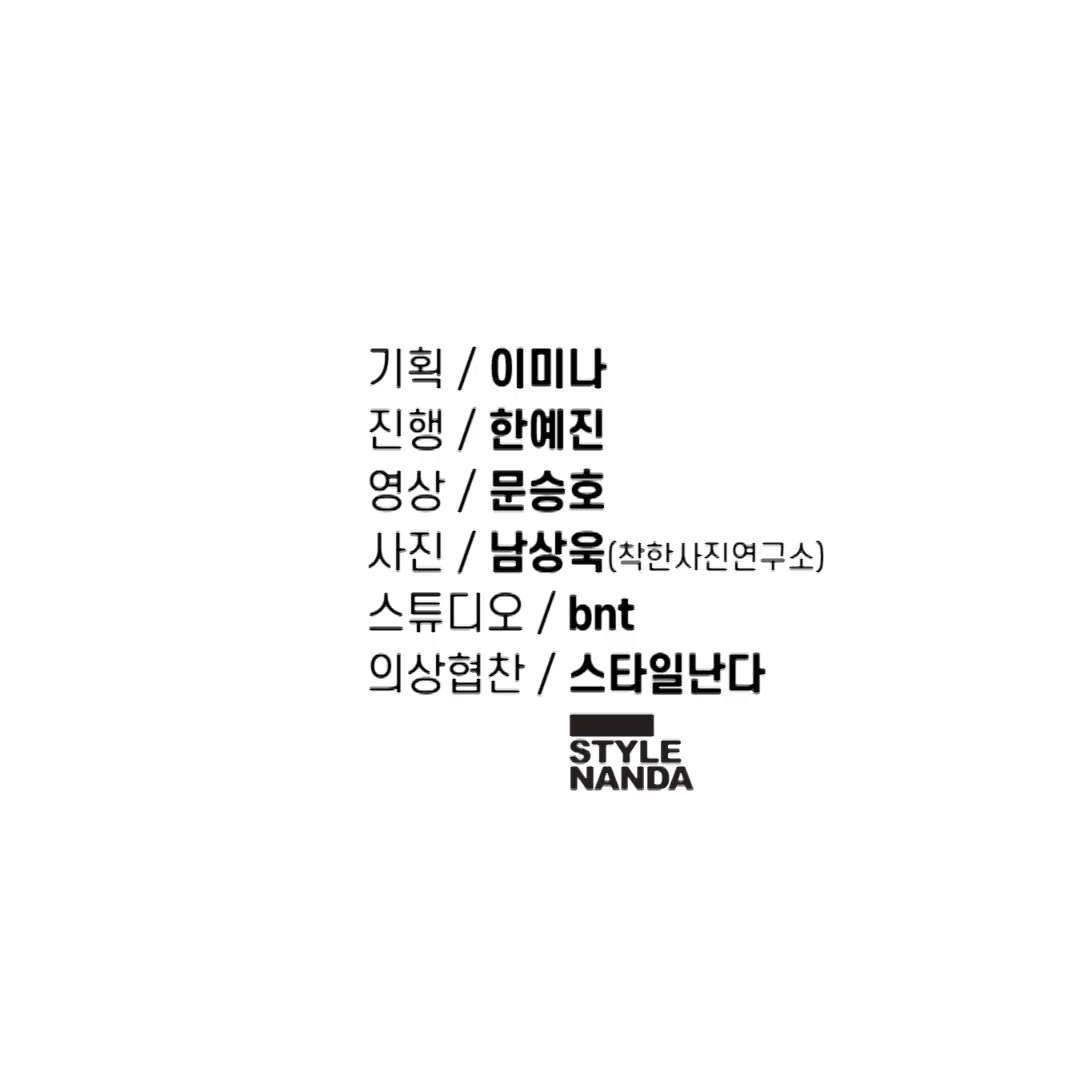 기획 / 이미나
진행 / 한예진
영상 / 문승호
사진 / 남상욱(착한사진연구소)
스튜디오 / bnt
의상협찬 / 스타일난다
STYLE
NANDA